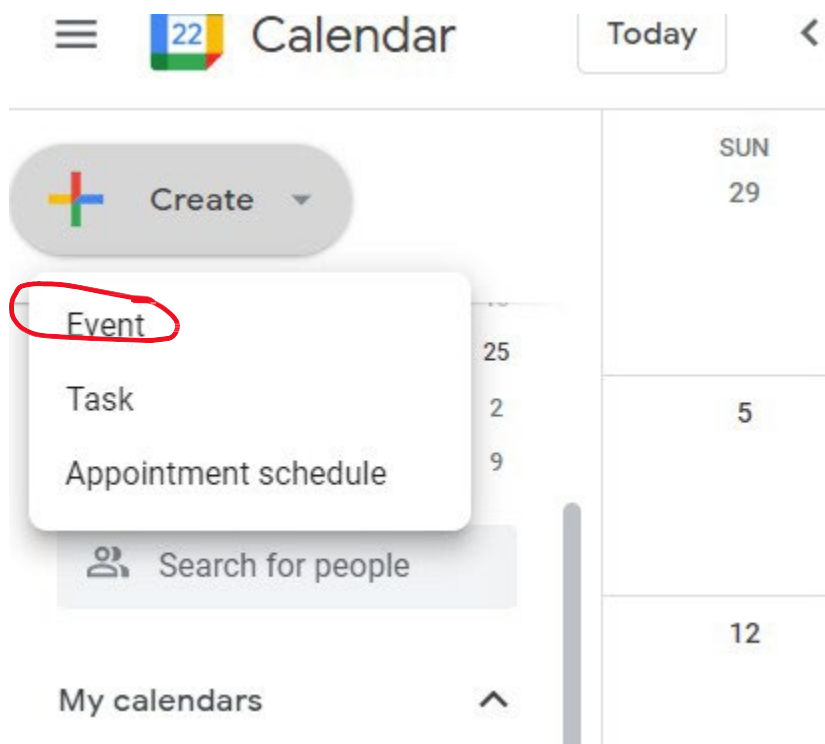 22 Calendar Today
Create
SUN
29
Event
25
Task
2
5
Appointment schedule
9
Search for people
12
My calendars